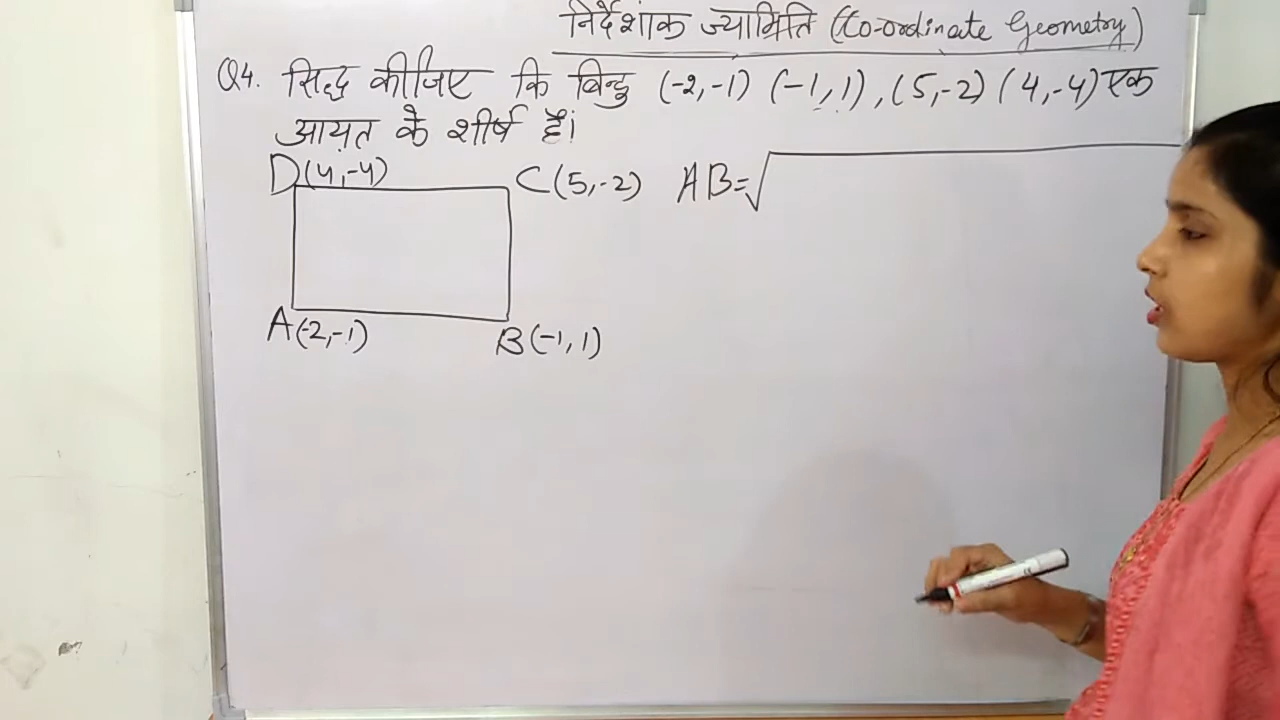 निर्देशांक ज्यामिति (Co-ordinate Geometry)
Q4. सिद्ध कीजिए कि बिन्दु (-2,-1) (-1,1), (5,-2) (4,-4) एक
आयत के शीर्ष हैं।
D(4,-4)
C(5,-2) AB=√
A(-2,-1)
B(-1,1)